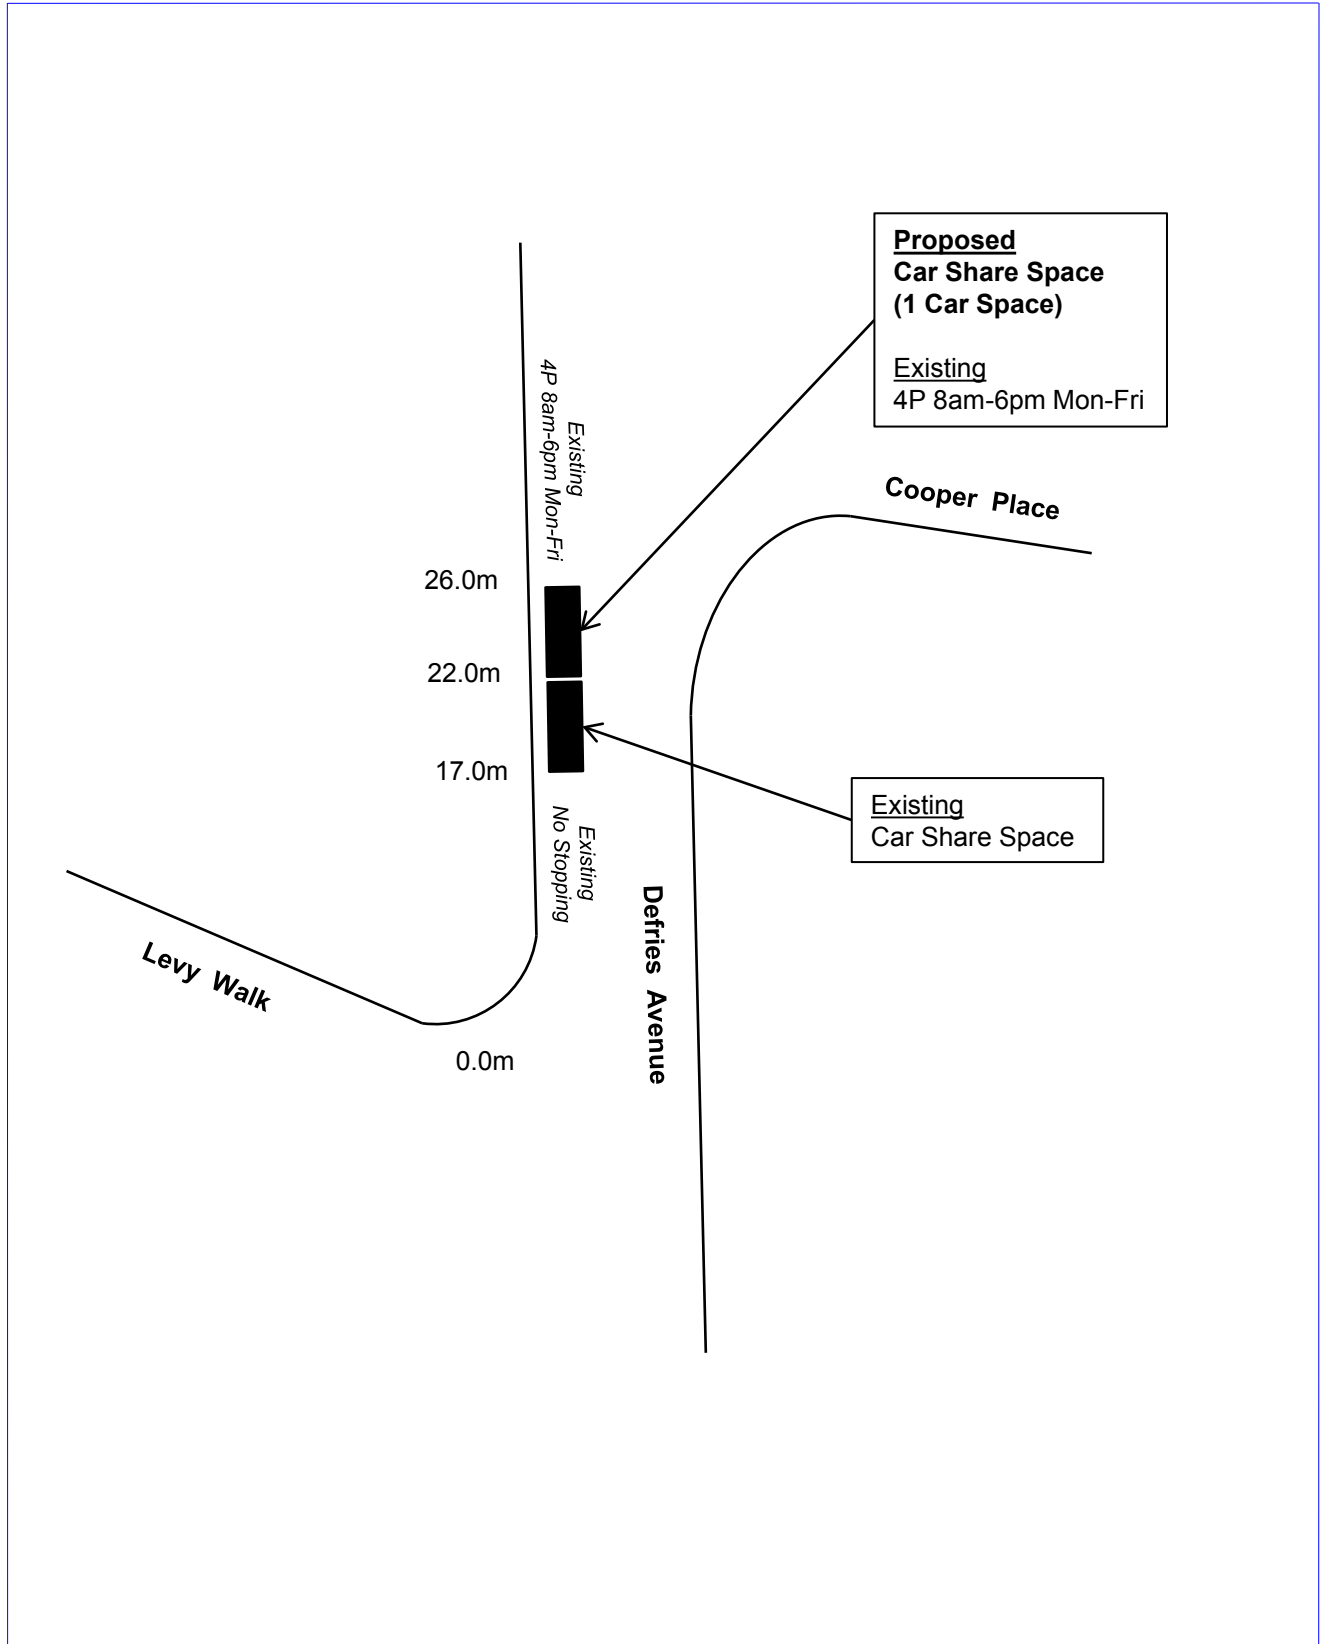 Proposed
Car Share Space
(1 Car Space)
Existing
4P 8am-6pm Mon-Fri
Existing
4P 8am-6pm Mon-Fri
Cooper Place
26.0m
22.0m
17.0m
Existing
No Stopping
Existing
Car Share Space
Defries Avenue
Levy Walk
0.0m